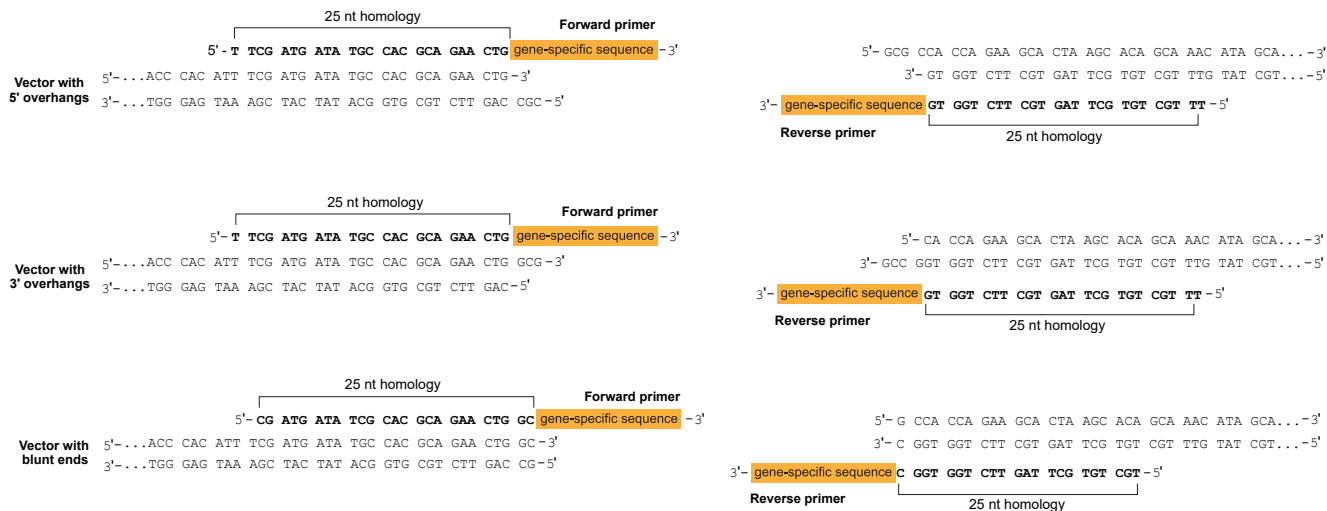 25 nt homology
Forward primer
5'- T TCG ATG ATA TGC CAC GCA GAA CTG gene-specific sequence -3'
Vector with
5' overhangs
5'-...ACC CAC ATT TCG ATG ATA TGC CAC GCA GAA CTG-3'
3'-...TGG GAG TAA AGC TAC TAT ACG GTG CGT CTT GAC CGC-5'
5'-GCG CCA CCA GAA GCA CTA AGC ACA GCA AAC ATA GCA...-3'
3'-GT GGT CTT CGT GAT TCG TGT CGT TTG TAT CGT...-5'
3'- gene-specific sequence GT GGT CTT CGT GAT TCG TGT CGT TT-5'
Reverse primer
25 nt homology
25 nt homology
Forward primer
5'-T TCG ATG ATA TGC CAC GCA GAA CTG gene-specific sequence -3'
Vector with
3' overhangs
5'-...ACC CAC ATT TCG ATG ATA TGC CAC GCA GAA CTG GCG-3'
3'-...TGG GAG TAA AGC TAC TAT ACG GTG CGT CTT GAC-5'
5'-CA CCA GAA GCA CTA AGC ACA GCA AAC ATA GCA...-3'
3'-GCC GGT GGT CTT CGT GAT TCG TGT CGT TTG TAT CGT...-5'
3'- gene-specific sequence GT GGT CTT CGT GAT TCG TGT CGT TT-5'
Reverse primer
25 nt homology
25 nt homology
Forward primer
5'-CG ATG ATA TCG CAC GCA GAA CTG GC gene-specific sequence -3'
Vector with
blunt ends
5'-...ACC CAC ATT TCG ATG ATA TGC CAC GCA GAA CTG GC-3'
3'-...TGG GAG TAA AGC TAC TAT ACG GTG CGT CTT GAC CG-5'
5'-G CCA CCA GAA GCA CTA AGC ACA GCA AAC ATA GCA...-3'
3'-C GGT GGT CTT CGT GAT TCG TGT CGT TTG TAT CGT...-5'
3'- gene-specific sequence C GGT GGT CTT GAT TCG TGT CGT-5'
Reverse primer
25 nt homology